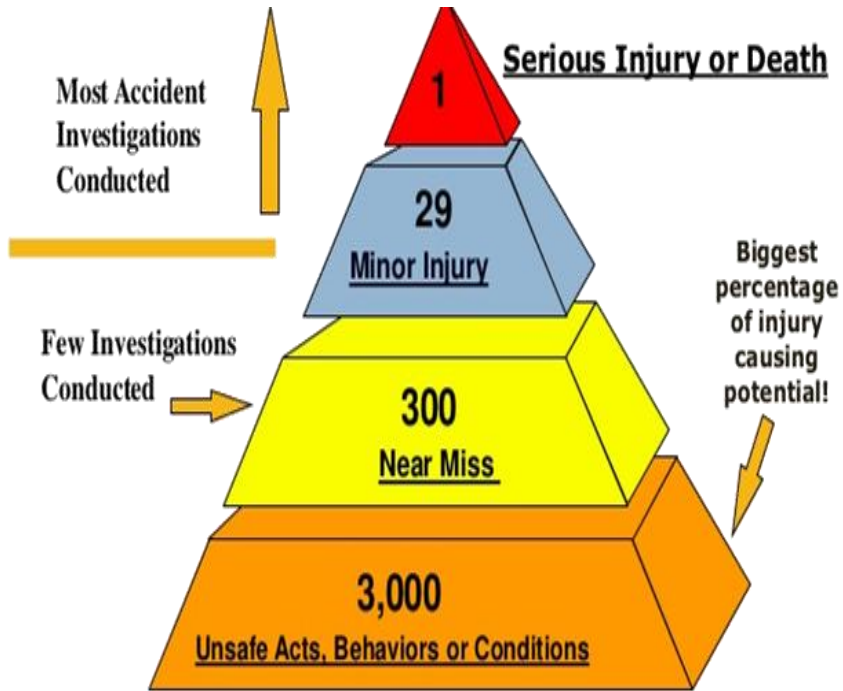 1
Serious Injury or Death
Most Accident
Investigations
Conducted
29
Minor Injury
Biggest
percentage
of injury
causing
potential!
Few Investigations
Conducted
300
Near Miss
3,000
Unsafe Acts, Behaviors or Conditions